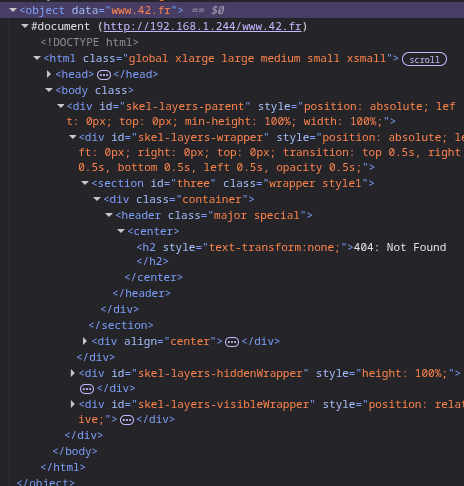 <object data="www.42.fr"> == $0
#document (http://192.168.1.244/www.42.fr)
<!DOCTYPE html>
<html class="global xlarge large medium small xsmall"> scroll
<head> ••• </head>
<body class>
<div id="skel-layers-parent" style="position: absolute; lef
t: 0px; top: 0px; min-height: 100%; width: 100%;">
<div id="skel-layers-wrapper" style="position: absolute; le
ft: 0px; right: 0px; top: 0px; transition: top 0.5s, right
0.5s, bottom 0.5s, left 0.5s, opacity 0.5s;">
<section id="three" class="wrapper style1">
<div class="container">
<header class="major special">
<center>
<h2 style="text-transform:none;">404: Not Found
</h2>
</center>
</header>
</div>
</section>
<div align="center"> ••• </div>
</div>
<div id="skel-layers-hiddenWrapper" style="height: 100%;">
••• </div>
<div id="skel-layers-visibleWrapper" style="position: relat
ive;"> ••• </div>
</div>
</body>
</html>
</object>